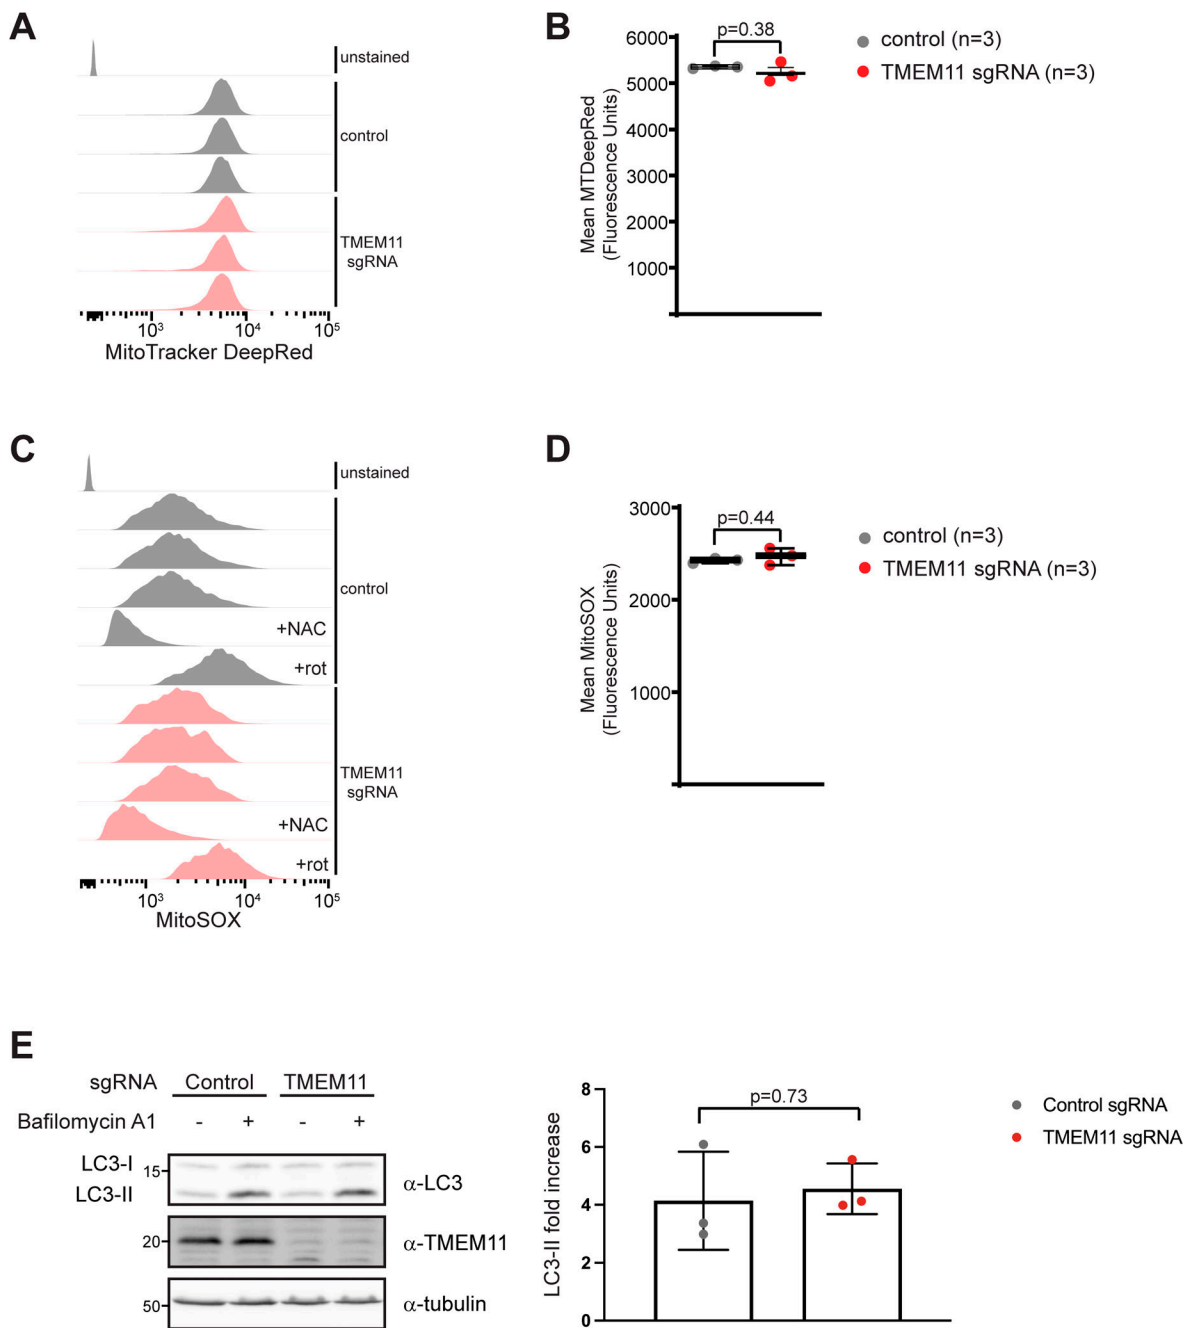 A
unstained
control
TMEM11
sgRNA
10³ 10⁴ 10⁵
MitoTracker DeepRed
B
p=0.38
6000
5000
4000
3000
2000
1000
Mean MTDeepRed
(Fluorescence Units)
control (n=3)
TMEM11 sgRNA (n=3)
C
unstained
control
+NAC
+rot
TMEM11
sgRNA
+NAC
+rot
10³ 10⁴ 10⁵
MitoSOX
D
3000
2000
1000
p=0.44
Mean MitoSOX
(Fluorescence Units)
control (n=3)
TMEM11 sgRNA (n=3)
E
sgRNA Control TMEM11
Bafilomycin A1 - + - +
LC3-I
15
LC3-II
α-LC3
20
α-TMEM11
50
α-tubulin
8
6
4
2
0
LC3-II fold increase
p=0.73
Control sgRNA
TMEM11 sgRNA